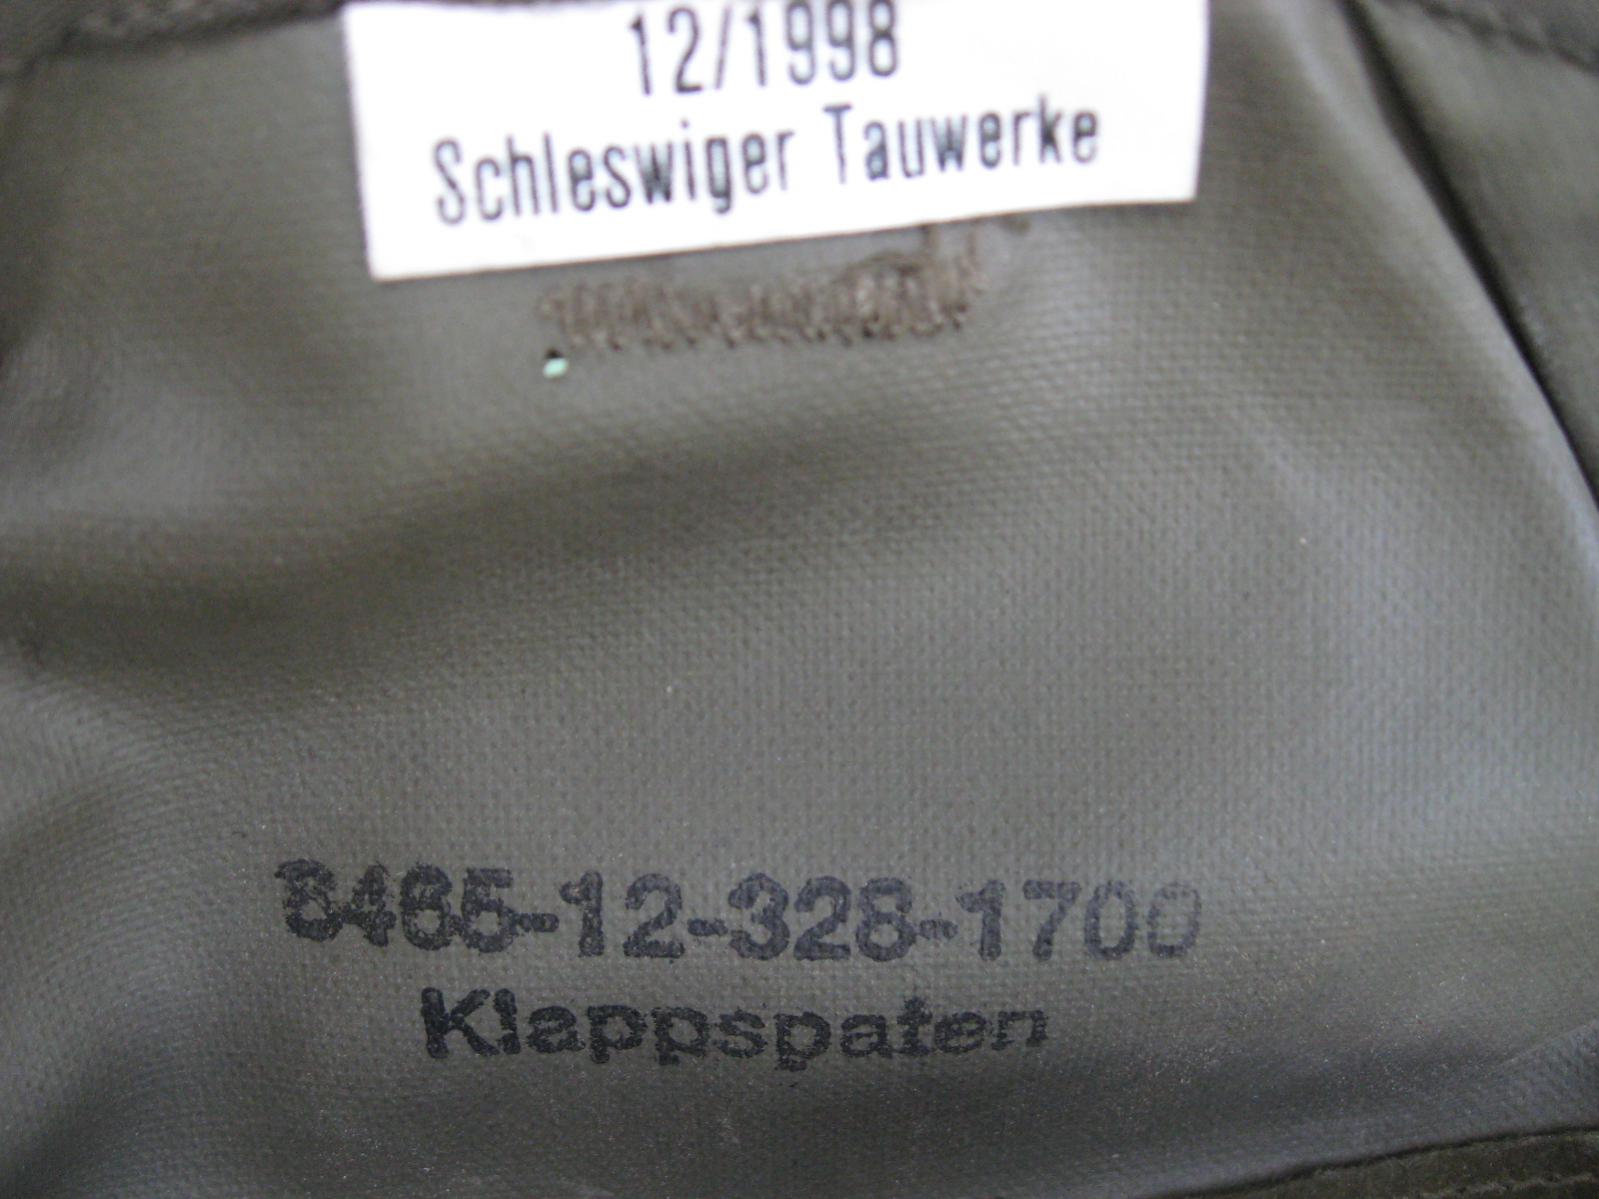 12/1998
Schleswiger Tauwerke
8465-12-328-1700
Klappspaten